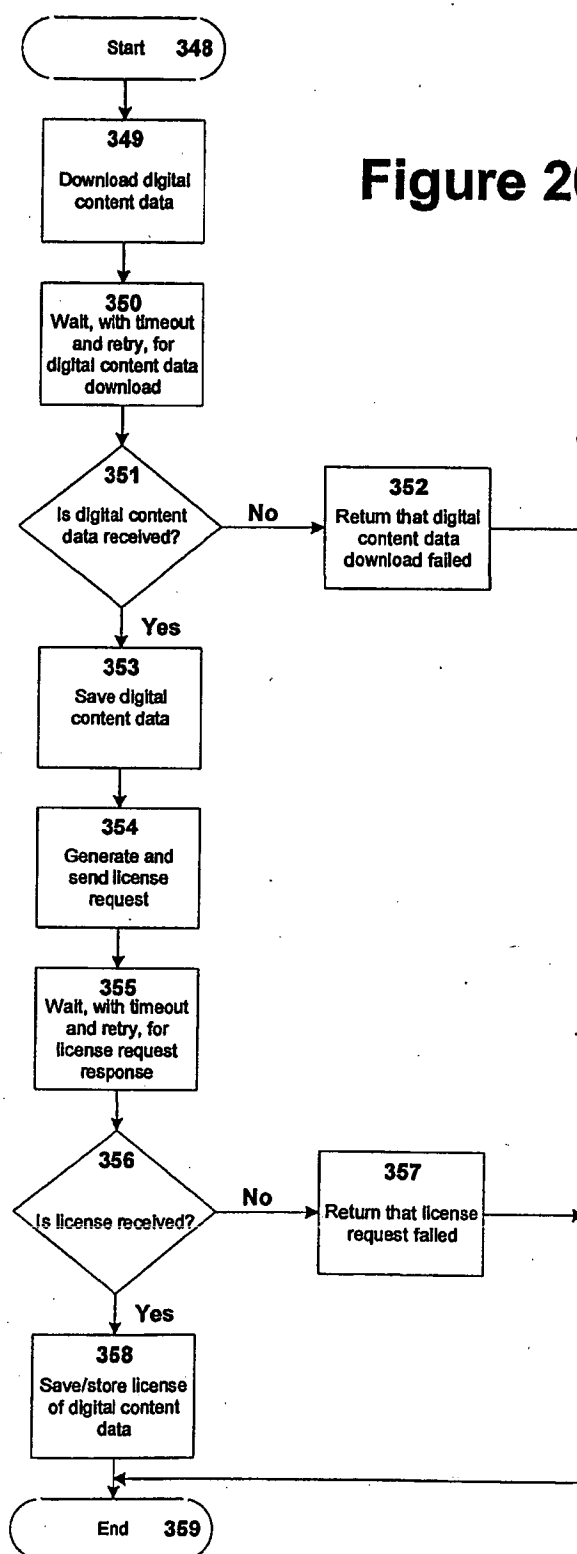 Start 348
349
Download digital
content data
Figure 20
350
Wait, with timeout
and retry, for
digital content data
download
351
Is digital content
data received?
No
352
Return that digital
content data
download failed
Yes
353
Save digital
content data
354
Generate and
send license
request
355
Wait, with timeout
and retry, for
license request
response
356
Is license received?
No
357
Return that license
request failed
Yes
358
Save/store license
of digital content
data
End 359